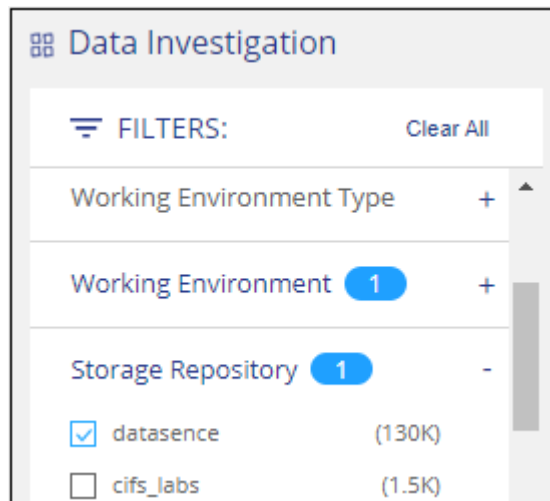 Data Investigation
FILTERS: Clear All
Working Environment Type +
Working Environment 1 +
Storage Repository 1 -
datasence (130K)
cifs_labs (1.5K)